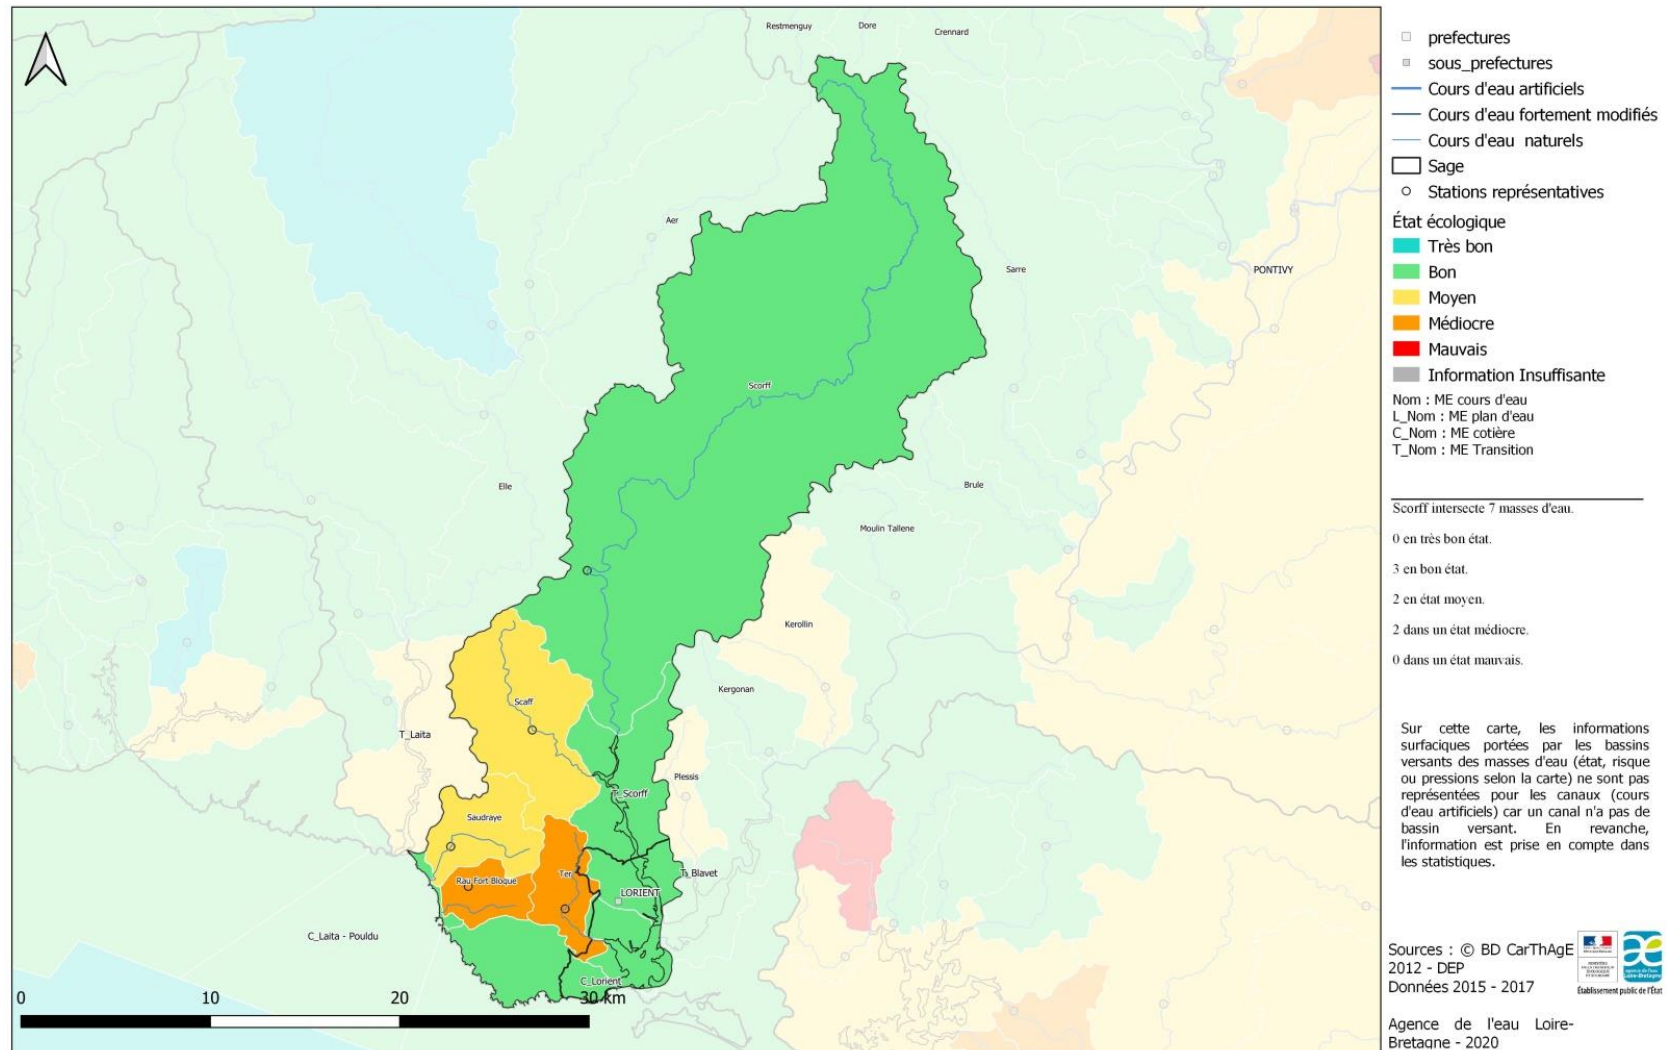 Restmenguy
Dore
Crennard
Aer
Sarre
PONTIVY
Scorff
Elle
Brule
Moulin Tallene
Kerollin
Kergonan
Scaff
T_Laita
Plessis
T_Scorff
Saudraye
Rau Fort Bloque
Ter
T_Blavet
LORIENT
C_Laita - Pouldu
C_Lorient
0
10
20
30 km
prefectures
sous_prefectures
Cours d'eau artificiels
Cours d'eau fortement modifiés
Cours d'eau naturels
Sage
Stations représentatives
État écologique
Très bon
Bon
Moyen
Médiocre
Mauvais
Information Insuffisante
Nom : ME cours d'eau
L_Nom : ME plan d'eau
C_Nom : ME cotière
T_Nom : ME Transition
Scorff intersecte 7 masses d'eau.
0 en très bon état.
3 en bon état.
2 en état moyen.
2 dans un état médiocre.
0 dans un état mauvais.
Sur cette carte, les informations
surfaciques portées par les bassins
versants des masses d'eau (état, risque
ou pressions selon la carte) ne sont pas
représentées pour les canaux (cours
d'eau artificiels) car un canal n'a pas de
bassin versant. En revanche,
l'information est prise en compte dans
les statistiques.
Sources : © BD CarThAgE
2012 - DEP
Données 2015 - 2017
agence de l'eau
Loire-Bretagne
Établissement public de l'État
Agence de l'eau Loire-
Bretagne - 2020